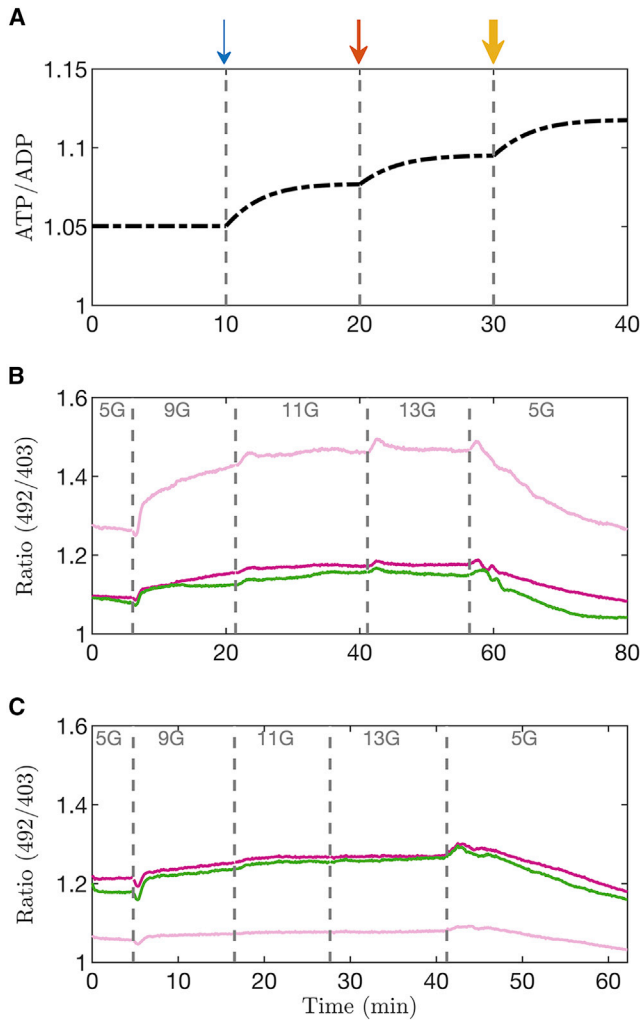 A
ATP/ADP
1.15
1.1
1.05
1
0 10 20 30 40
B
Ratio (492/403)
5G 9G 11G 13G 5G
1.6
1.4
1.2
1
0 20 40 60 80
C
Ratio (492/403)
5G 9G 11G 13G 5G
1.6
1.4
1.2
1
0 10 20 30 40 50 60
Time (min)